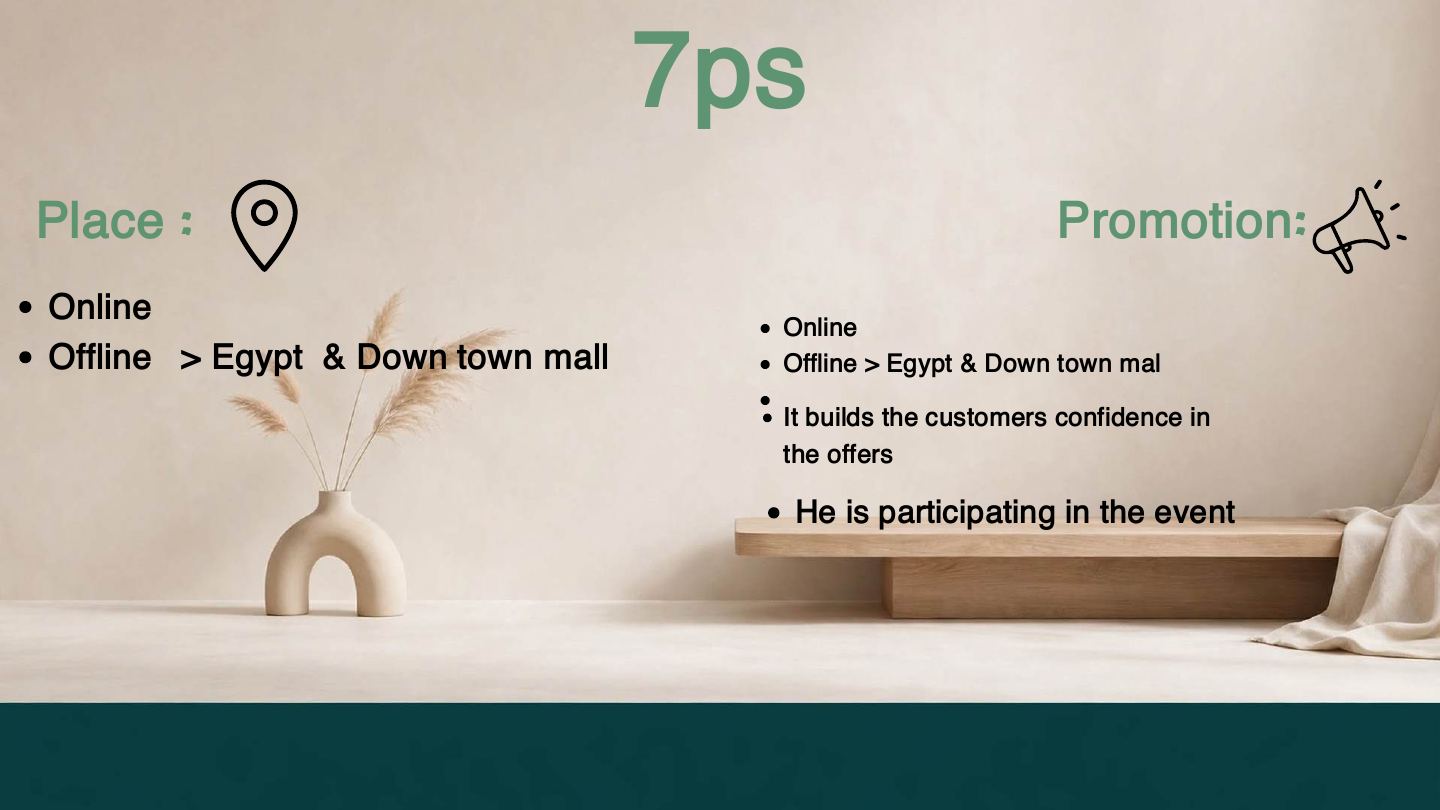 7ps
Place :
• Online
• Offline > Egypt & Down town mall
Promotion:
• Online
• Offline > Egypt & Down town mal
•
• It builds the customers confidence in
the offers
• He is participating in the event